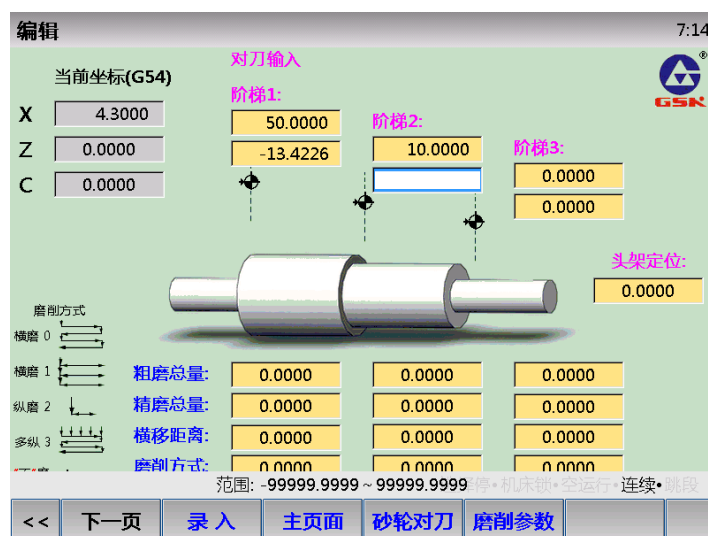 编辑 7:14
当前坐标(G54) 对刀输入
GSK ®
阶梯1:
X 4.3000 50.0000 阶梯2:
Z 0.0000 -13.4226 10.0000 阶梯3:
C 0.0000 0.0000
0.0000
头架定位:
0.0000
磨削方式
横磨 0
横磨 1 粗磨总量: 0.0000 0.0000 0.0000
纵磨 2 精磨总量: 0.0000 0.0000 0.0000
多纵 3 横移距离: 0.0000 0.0000 0.0000
磨削方式: 0.0000 0.0000 0.0000
范围: -99999.9999 ~ 99999.9999 停• 机床锁• 空运行• 连续• 跳段
<< 下一页 录 入 主页面 砂轮对刀 磨削参数